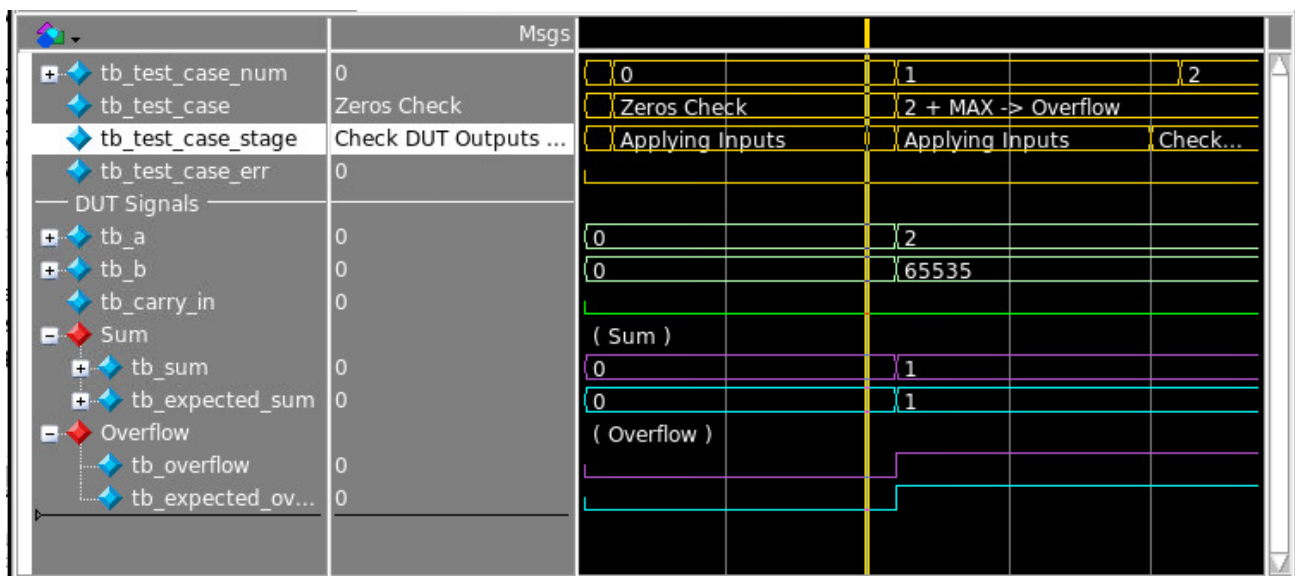 Msgs
tb_test_case_num 0 0 1 2
tb_test_case Zeros Check Zeros Check 2 + MAX -> Overflow
tb_test_case_stage Check DUT Outputs ... Applying Inputs Applying Inputs Check...
tb_test_case_err 0
DUT Signals
tb_a 0 0 2
tb_b 0 0 65535
tb_carry_in 0
Sum ( Sum )
tb_sum 0 0 1
tb_expected_sum 0 0 1
Overflow ( Overflow )
tb_overflow 0
tb_expected_ov... 0